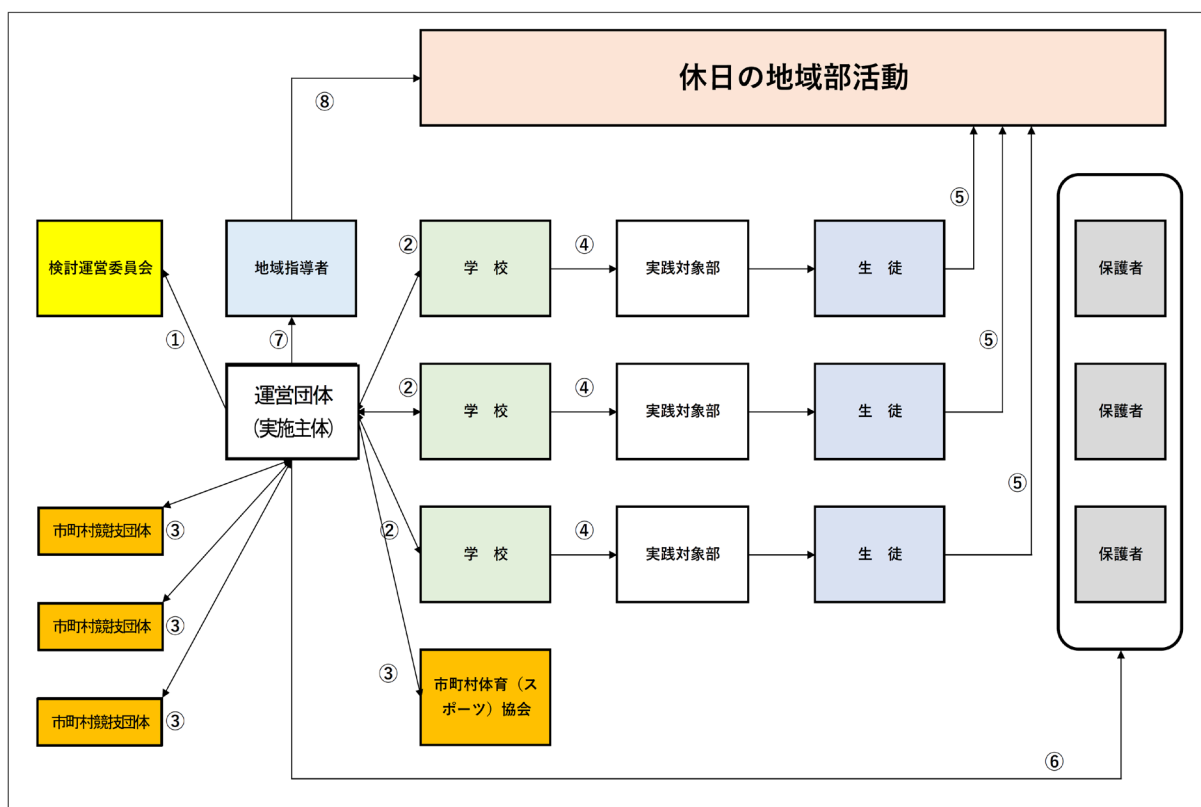 休日の地域部活動
⑧
⑤
検討運営委員会
地域指導者
②
学　校
④
実践対象部
生　徒
保護者
①
⑦
⑤
運営団体
（実施主体）
②
学　校
④
実践対象部
生　徒
保護者
⑤
市町村競技団体
③
②
学　校
④
実践対象部
生　徒
保護者
市町村競技団体
③
③
市町村体育（ス
ポーツ）協会
市町村競技団体
③
⑥